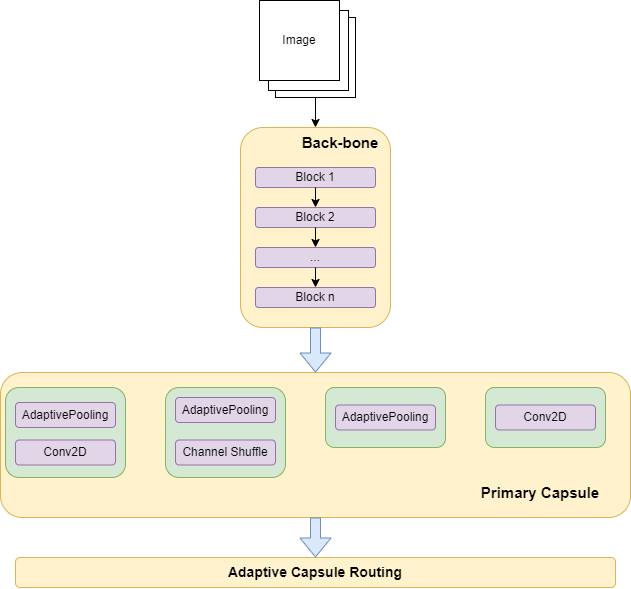 Image
Back-bone
Block 1
Block 2
...
Block n
AdaptivePooling
Conv2D
AdaptivePooling
Channel Shuffle
AdaptivePooling
Conv2D
Primary Capsule
Adaptive Capsule Routing